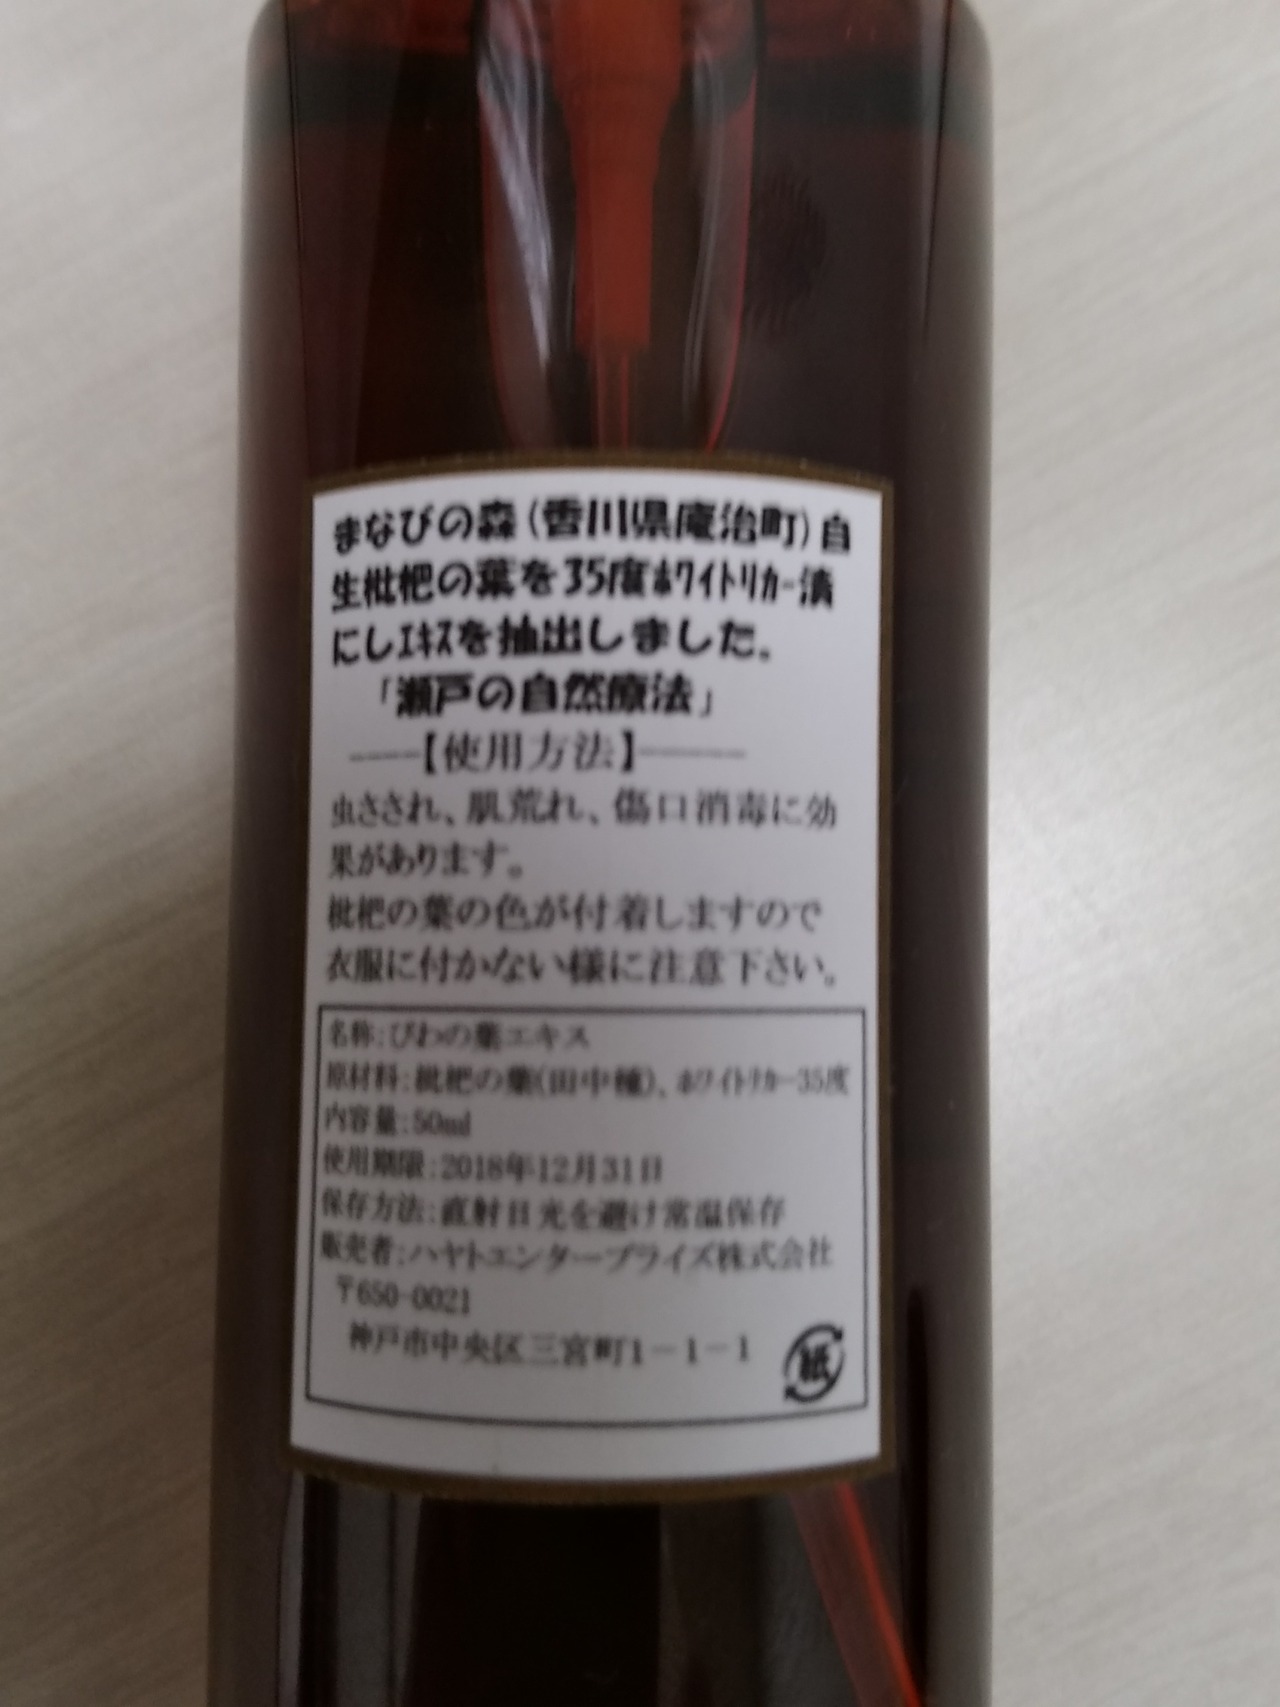 まなびの森(香川県庵治町)自
生枇杷の葉を35度ﾎﾜｲﾄﾘｶｰ漬
にしｴｷｽを抽出しました。
「瀬戸の自然療法」
----【使用方法】-----
虫さされ、肌荒れ、傷口消毒に効
果があります。
枇杷の葉の色が付着しますので
衣服に付かない様に注意下さい。
名称:びわの葉エキス
原材料:枇杷の葉(田中種)、ﾎﾜｲﾄﾘｶｰ35度
内容量:50ml
使用期限:2018年12月31日
保存方法:直射日光を避け常温保存
販売者:ハヤトエンタープライズ株式会社
〒650-0021
神戸市中央区三宮町1－1－1
紙